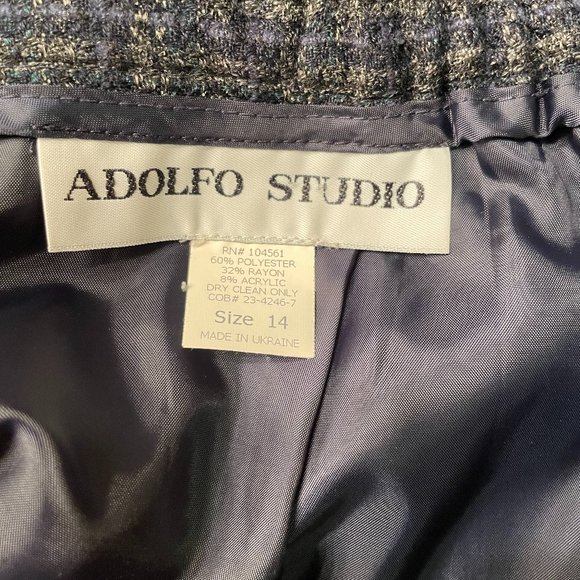 ADOLFO STUDIO
RN# 104561
60% POLYESTER
32% RAYON
8% ACRYLIC
DRY CLEAN ONLY
COB# 23-4246-7
Size 14
MADE IN UKRAINE